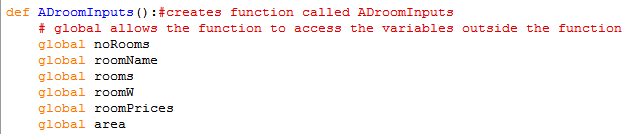 def ADroomInputs():#creates function called ADroomInputs
    # global allows the function to access the variables outside the function
    global noRooms
    global roomName
    global rooms
    global roomW
    global roomPrices
    global area